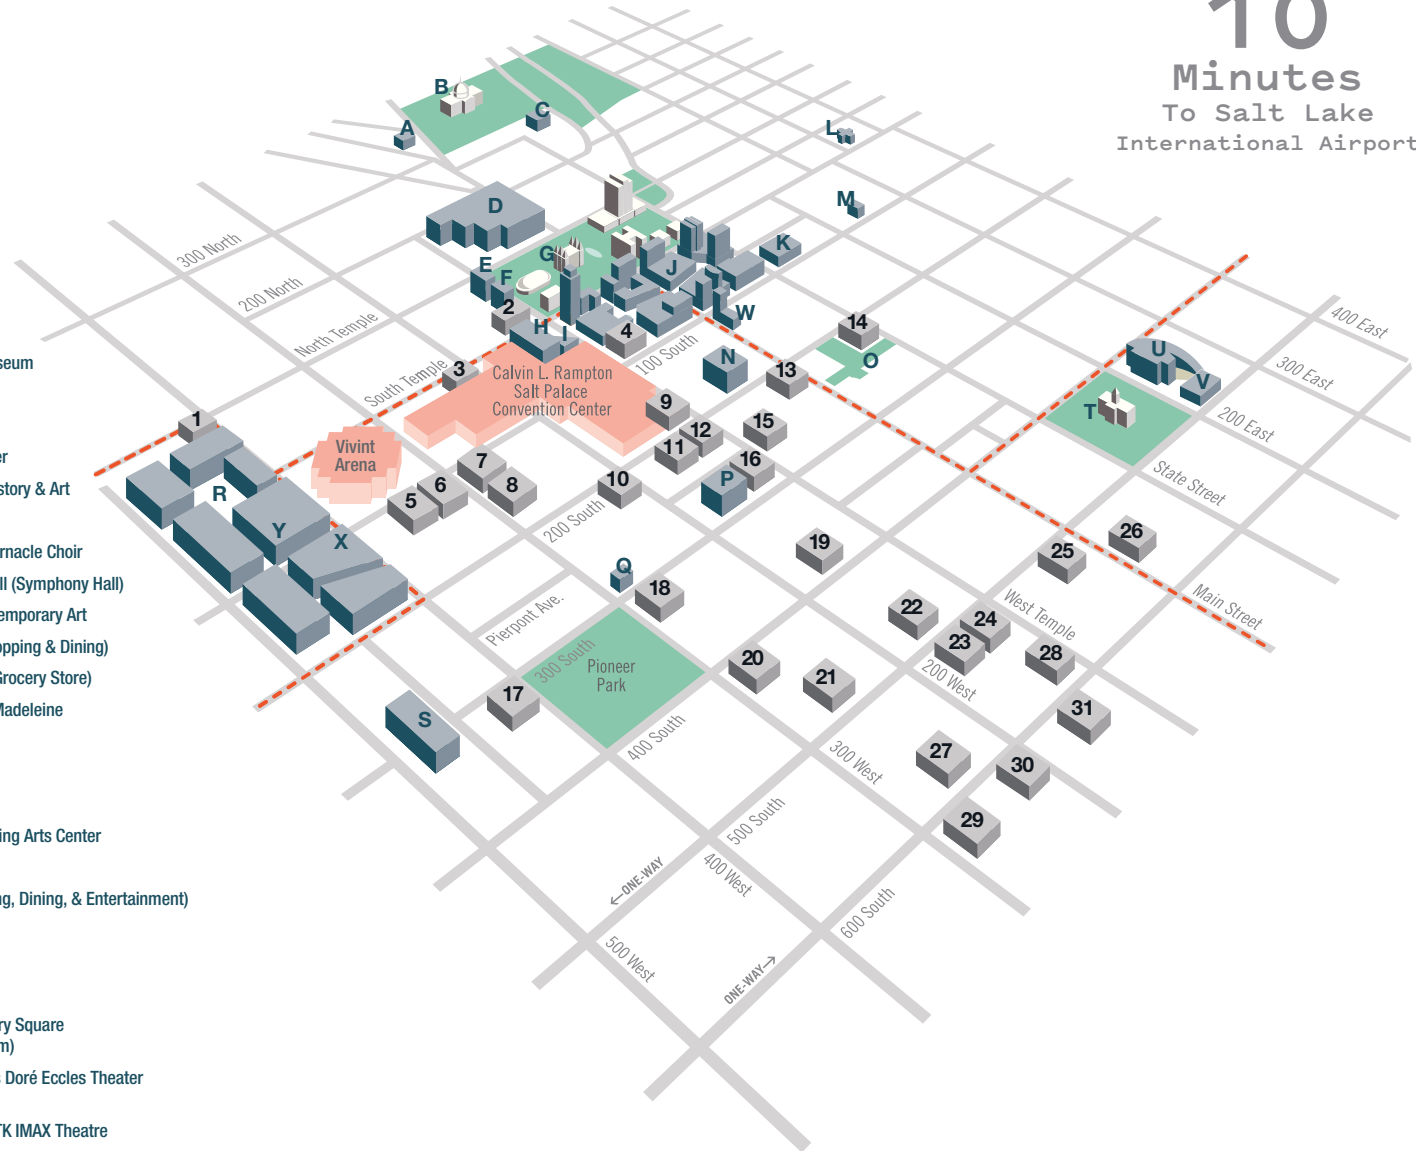 10
Minutes
To Salt Lake
International Airport
B
C
A
L
M
D
K
G
J
E
F
2
H
I
4
W
14
O
N
13
300 North
200 North
North Temple
South Temple
100 South
3
Calvin L. Rampton
Salt Palace
Convention Center
9
12
11
15
16
P
1
Vivint
Arena
R
Y
X
7
6
5
8
10
200 South
400 East
300 East
200 East
State Street
U
V
T
26
25
19
Main Street
West Temple
Q
18
Pierpont Ave.
300 South
Pioneer
Park
17
S
20
21
22
24
23
28
200 West
31
400 South
300 West
27
30
29
500 South
←ONE-WAY
400 West
600 South
500 West
ONE-WAY→
seum
er
story & Art
rnacle Choir
ll (Symphony Hall)
temporary Art
opping & Dining)
Grocery Store)
Madeleine
ing Arts Center
ng, Dining, & Entertainment)
ry Square
m)
s Doré Eccles Theater
TK IMAX Theatre